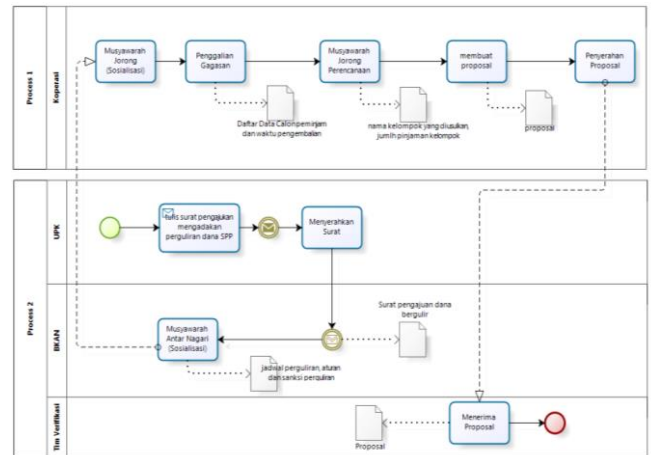 Process 1
Koperasi
Musyawarah
Jorong
(Sosialisasi)
Penggalian
Gagasan
Musyawarah
Jorong
Perencanaan
membuat
proposal
Penyerahan
Proposal
Daftar Data Calon peminjam
dan waktu pengembalian
nama kelompok yang diusulkan,
jumlh pinjaman kelompok
proposal
Process 2
UPK
tulis surat pengajukan
mengadakan
perguliran dana SPP
Menyerahkan
Surat
BKAN
Musyawarah
Antar Nagari
(Sosialisasi)
Surat pengajuan dana
bergulir
jadwal perguliran, aturan
dan sanksi perguliran
Tim Verifikasi
Menerima
Proposal
Proposal